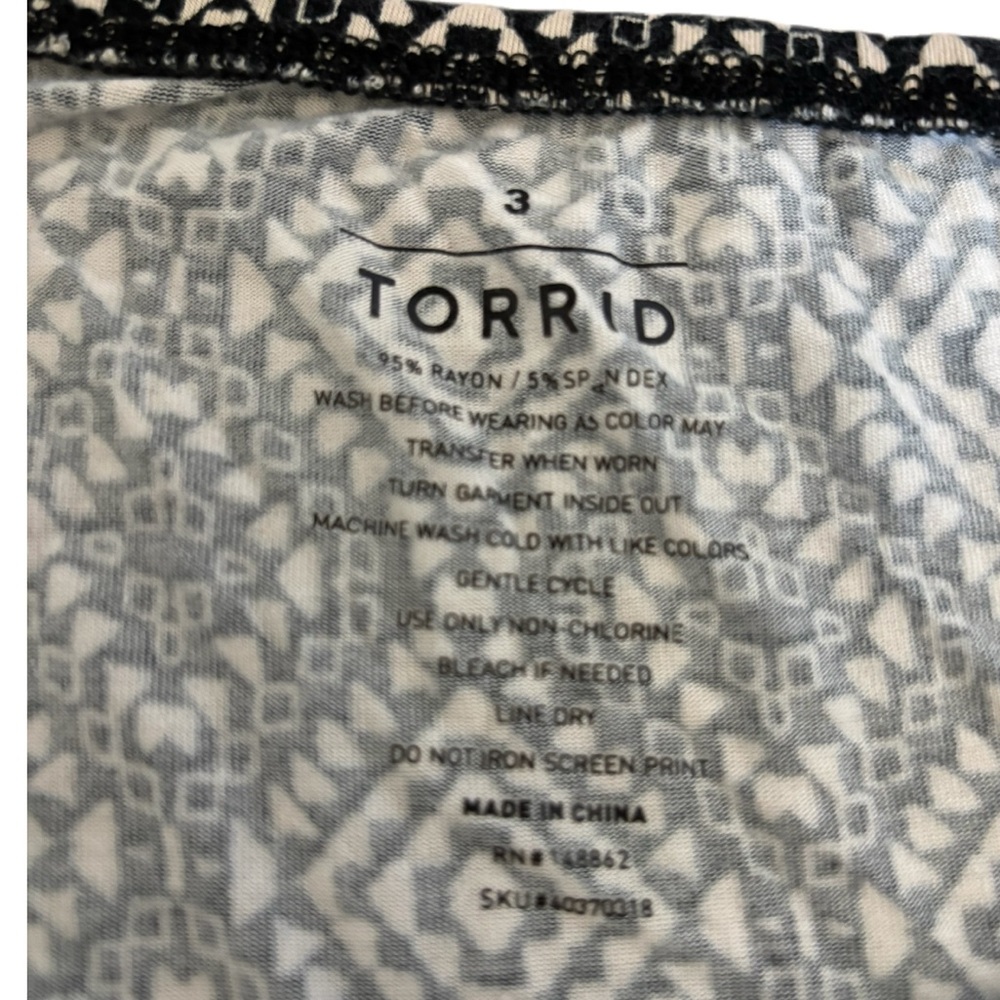 3
TORRID
95% RAYON / 5% SPANDEX
WASH BEFORE WEARING AS COLOR MAY
TRANSFER WHEN WORN
TURN GARMENT INSIDE OUT
MACHINE WASH COLD WITH LIKE COLORS
GENTLE CYCLE
USE ONLY NON-CHLORINE
BLEACH IF NEEDED
LINE DRY
DO NOT IRON SCREEN PRINT
MADE IN CHINA
RN# 148862
SKU#40370318